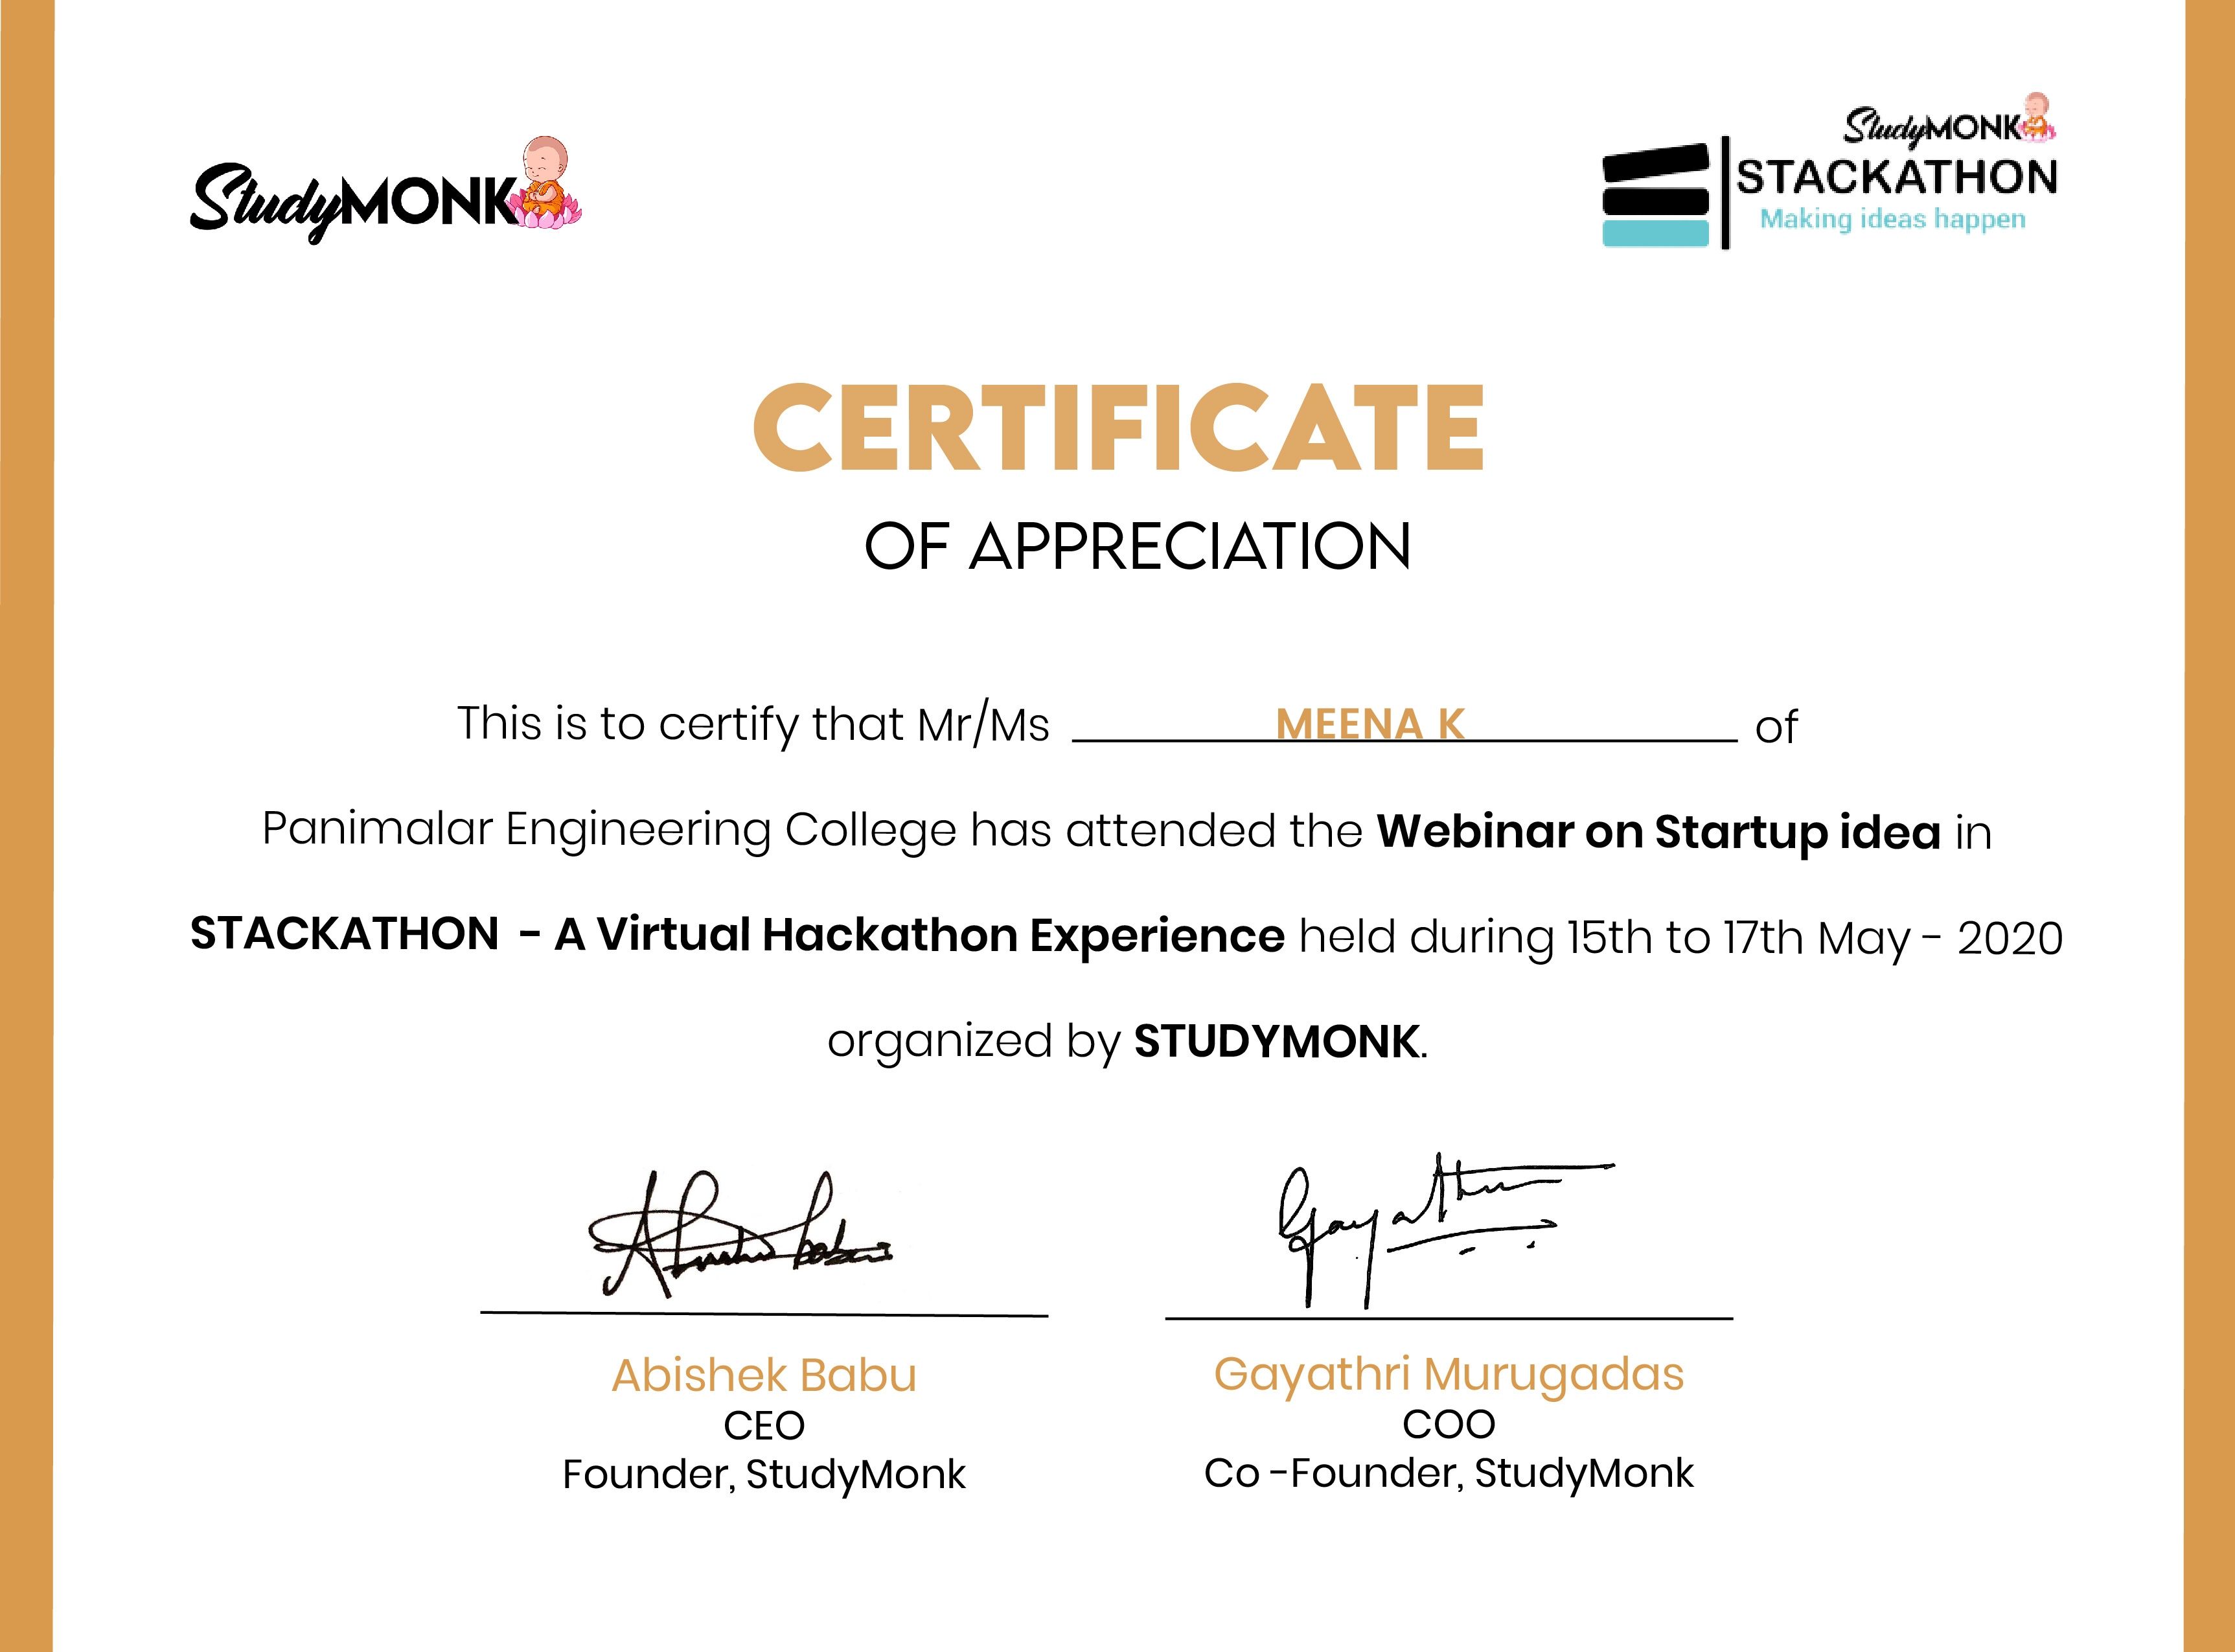 StudyMONK
StudyMONK
STACKATHON
Making ideas happen
CERTIFICATE
OF APPRECIATION
This is to certify that Mr/Ms MEENA K of
Panimalar Engineering College has attended the Webinar on Startup idea in
STACKATHON - A Virtual Hackathon Experience held during 15th to 17th May - 2020
organized by STUDYMONK.
Abishek Babu
CEO
Founder, StudyMonk
Gayathri Murugadas
COO
Co -Founder, StudyMonk